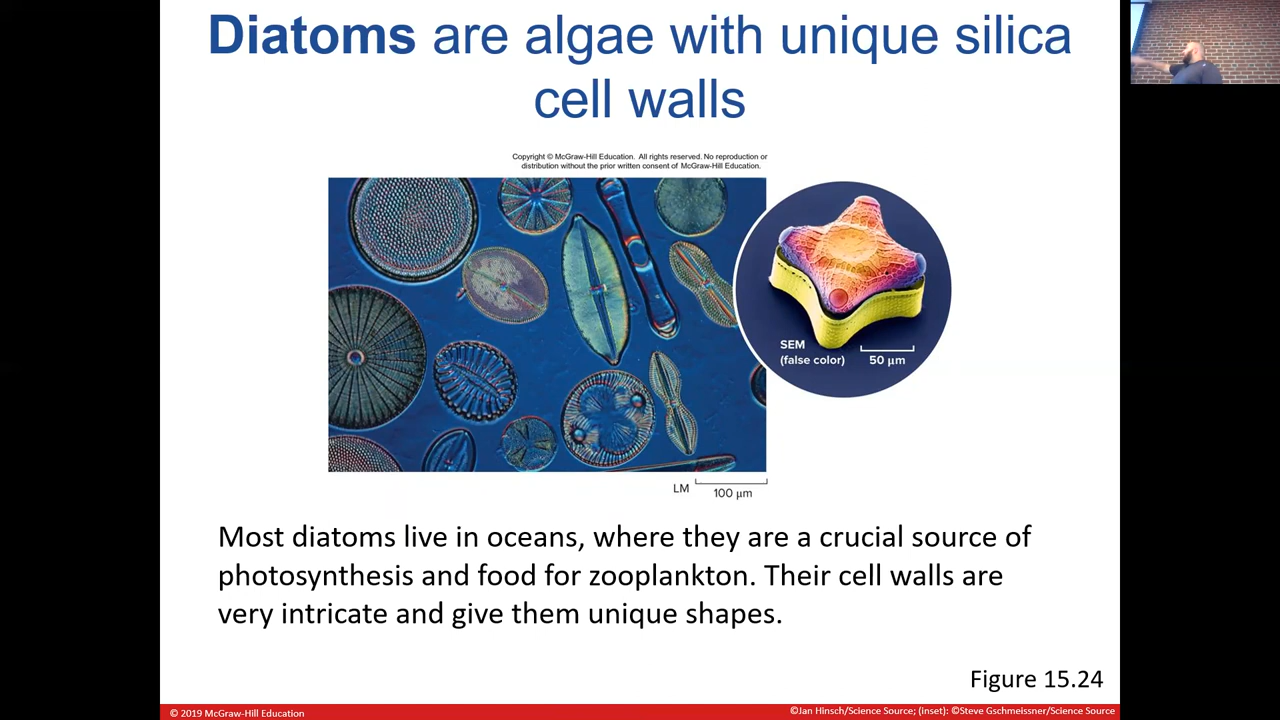 Diatoms are algae with unique silica
cell walls
Copyright © McGraw-Hill Education. All rights reserved. No reproduction or
distribution without the prior written consent of McGraw-Hill Education.
SEM
(false color)
50 µm
LM
100 µm
Most diatoms live in oceans, where they are a crucial source of
photosynthesis and food for zooplankton. Their cell walls are
very intricate and give them unique shapes.
Figure 15.24
© 2019 McGraw-Hill Education
©Jan Hinsch/Science Source; (inset): ©Steve Gschmeissner/Science Source